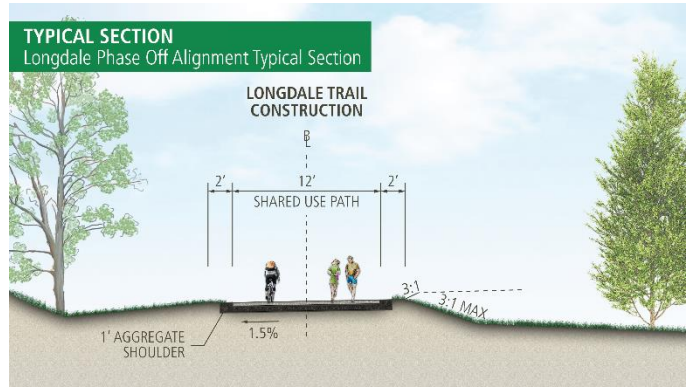 TYPICAL SECTION
Longdale Phase Off Alignment Typical Section
LONGDALE TRAIL
CONSTRUCTION
BL
2'
12'
2'
SHARED USE PATH
3:1
3:1 MAX
1' AGGREGATE
SHOULDER
1.5%